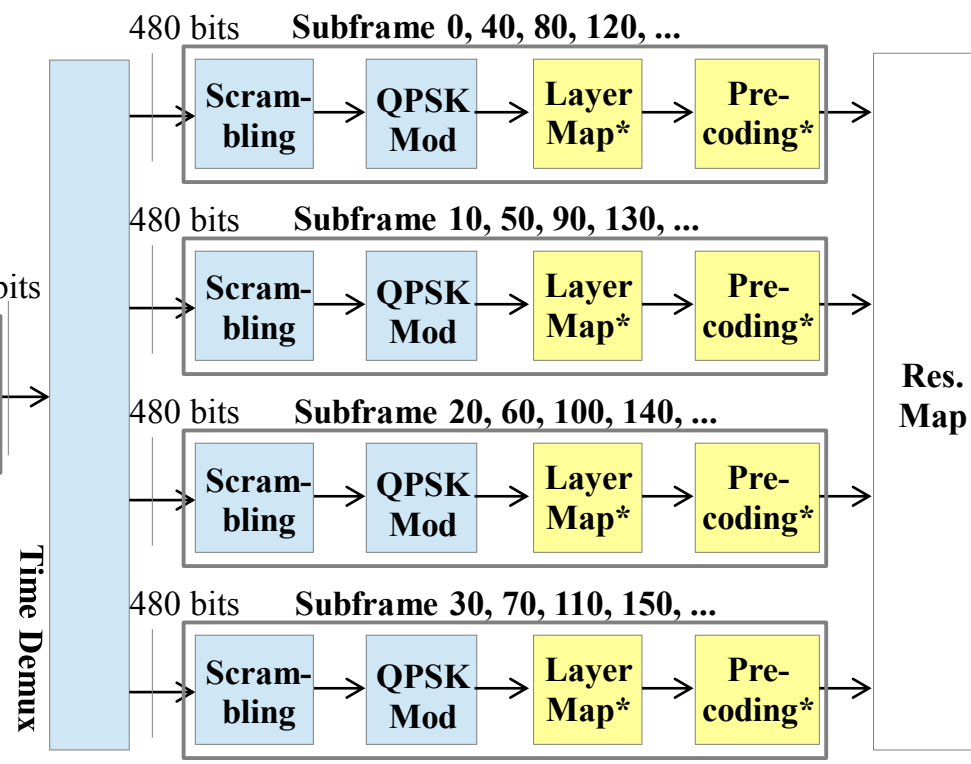 480 bits Subframe 0, 40, 80, 120, ...
Scram-
bling
QPSK
Mod
Layer
Map*
Pre-
coding*
480 bits Subframe 10, 50, 90, 130, ...
Scram-
bling
QPSK
Mod
Layer
Map*
Pre-
coding*
bits
Res.
Map
480 bits Subframe 20, 60, 100, 140, ...
Scram-
bling
QPSK
Mod
Layer
Map*
Pre-
coding*
Time Demux
480 bits Subframe 30, 70, 110, 150, ...
Scram-
bling
QPSK
Mod
Layer
Map*
Pre-
coding*